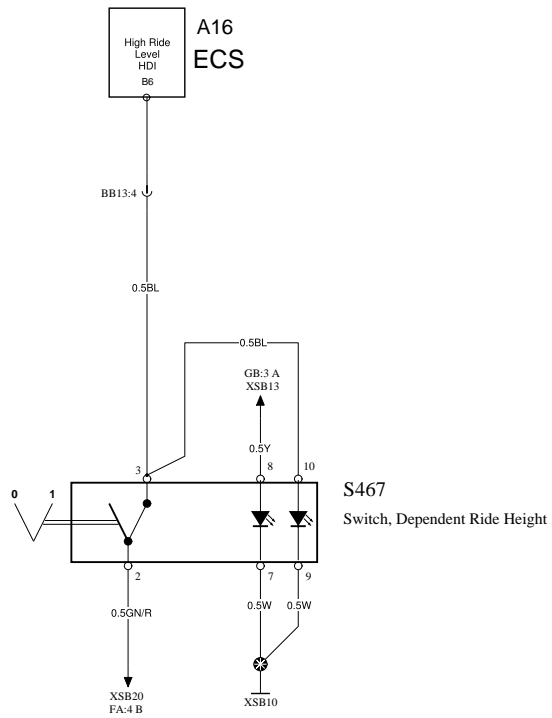 A16
ECS
High Ride
Level
HDI
B6
BB13:4
0.5BL
0.5BL
GB:3 A
XSB13
0.5Y
3
8
10
S467
Switch, Dependent Ride Height
0
1
2
7
9
0.5GN/R
0.5W
0.5W
XSB20
FA:4 B
XSB10